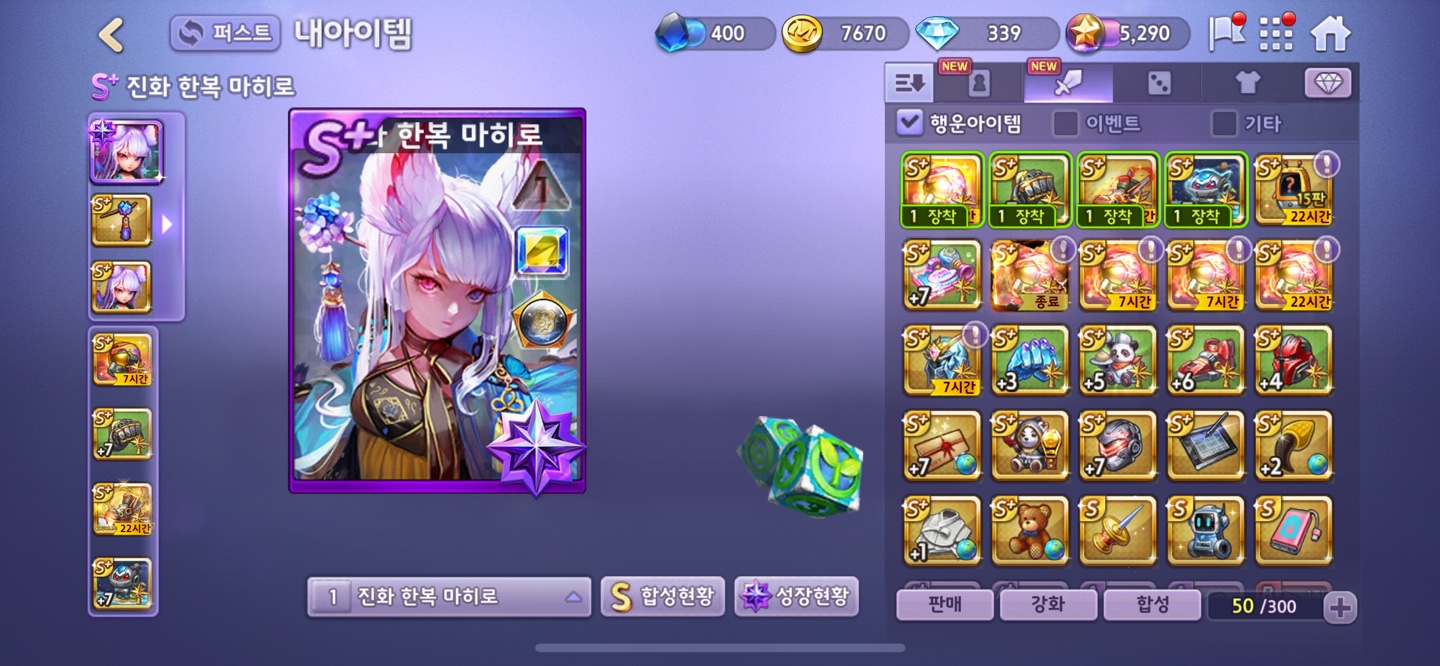 퍼스트 내아이템 400 7670 339 5,290
S+ 진화 한복 마히로
NEW NEW
행운아이템 이벤트 기타
S+ 한복 마히로
1
S+
S+
S+ 7시간
S+ +7
S+ 22시간
S+ +7
S+ S+ S+ S+ S+
1 장착 1 장착 1 장착 1 장착 15판 22시간
S+ S+ S+ S+ S+
+7 종료 7시간 7시간 22시간
S+ S+ S+ S+ S+
7시간 +3 +5 +6 +4
S+ S+ S+ S+ S+
+7 +7 +2
S+ S+ S S S
+1
1 진화 한복 마히로 S 합성현황 성장현황
판매 강화 합성 50 /300